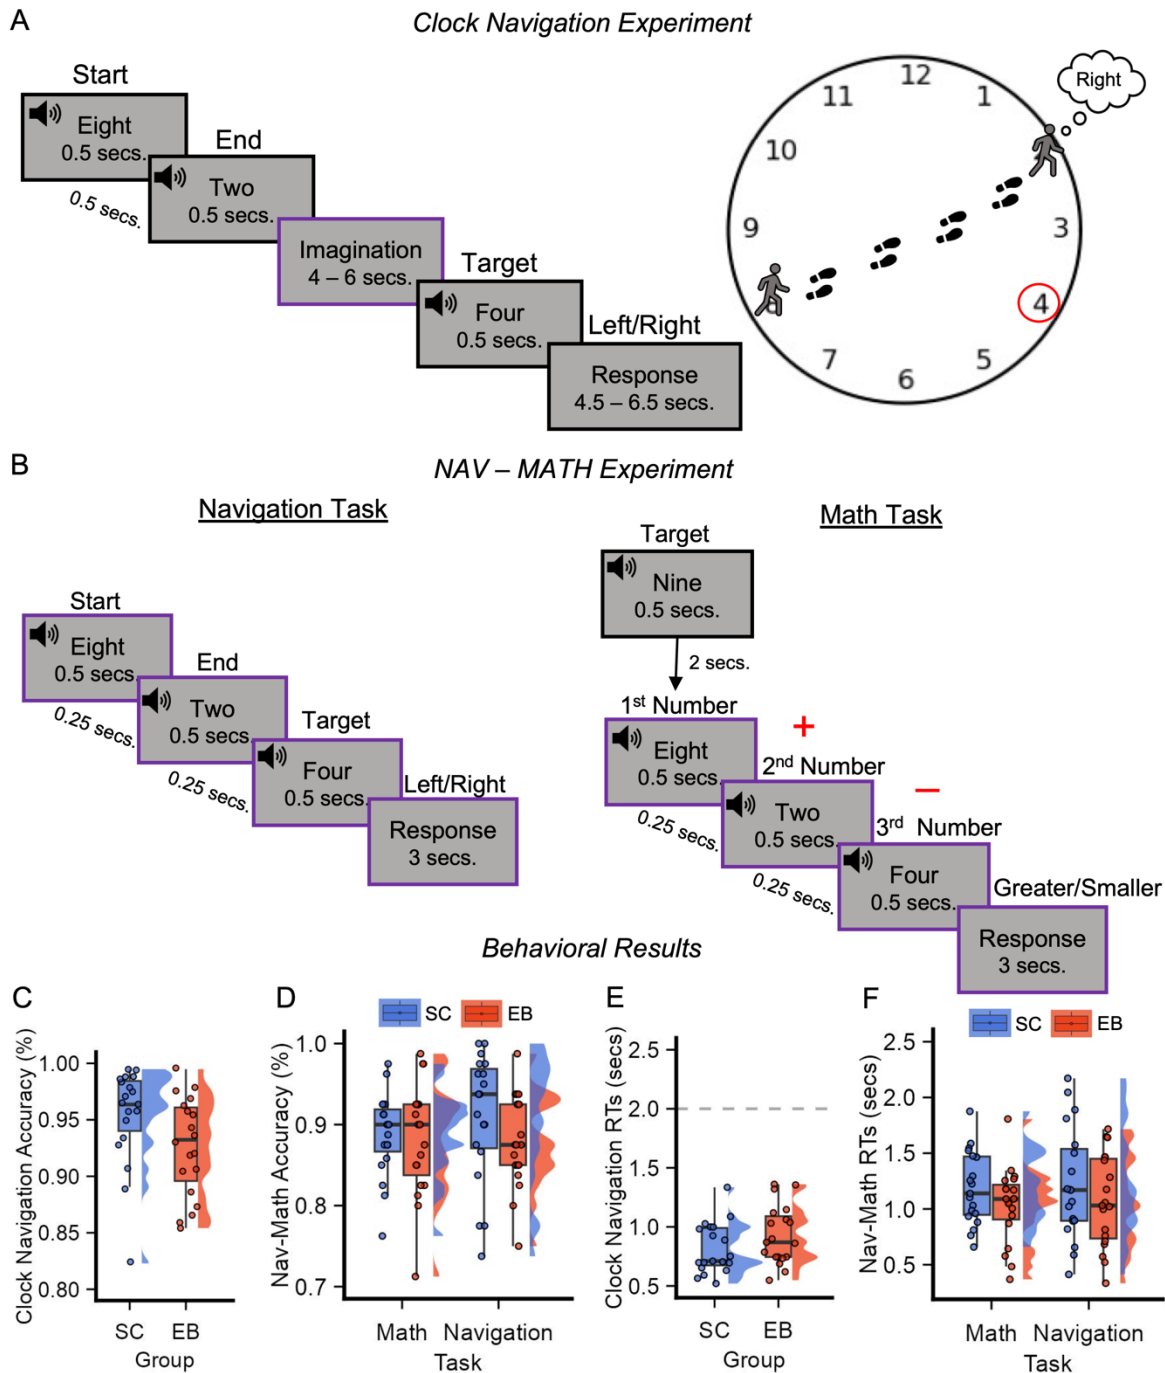 A
Clock Navigation Experiment
Start
Eight
0.5 secs.
0.5 secs.
End
Two
0.5 secs.
Imagination
4 – 6 secs.
Target
Four
0.5 secs.
Left/Right
Response
4.5 – 6.5 secs.
12
11
1
10
9
3
4
7
5
6
Right
B
NAV – MATH Experiment
Navigation Task
Start
Eight
0.5 secs.
0.25 secs.
End
Two
0.5 secs.
0.25 secs.
Target
Four
0.5 secs.
Left/Right
Response
3 secs.
Math Task
Target
Nine
0.5 secs.
2 secs.
1st Number
Eight
0.5 secs.
+
0.25 secs.
2nd Number
Two
0.5 secs.
–
0.25 secs.
3rd Number
Four
0.5 secs.
Greater/Smaller
Response
3 secs.
Behavioral Results
C
Clock Navigation Accuracy (%)
1.00
0.95
0.90
0.85
0.80
SC EB
Group
D
SC EB
Nav-Math Accuracy (%)
1.0
0.9
0.8
0.7
Math Navigation
Task
E
Clock Navigation RTs (secs)
2.5
2.0
1.5
1.0
0.5
SC EB
Group
F
SC EB
Nav-Math RTs (secs)
2.5
2.0
1.5
1.0
0.5
Math Navigation
Task